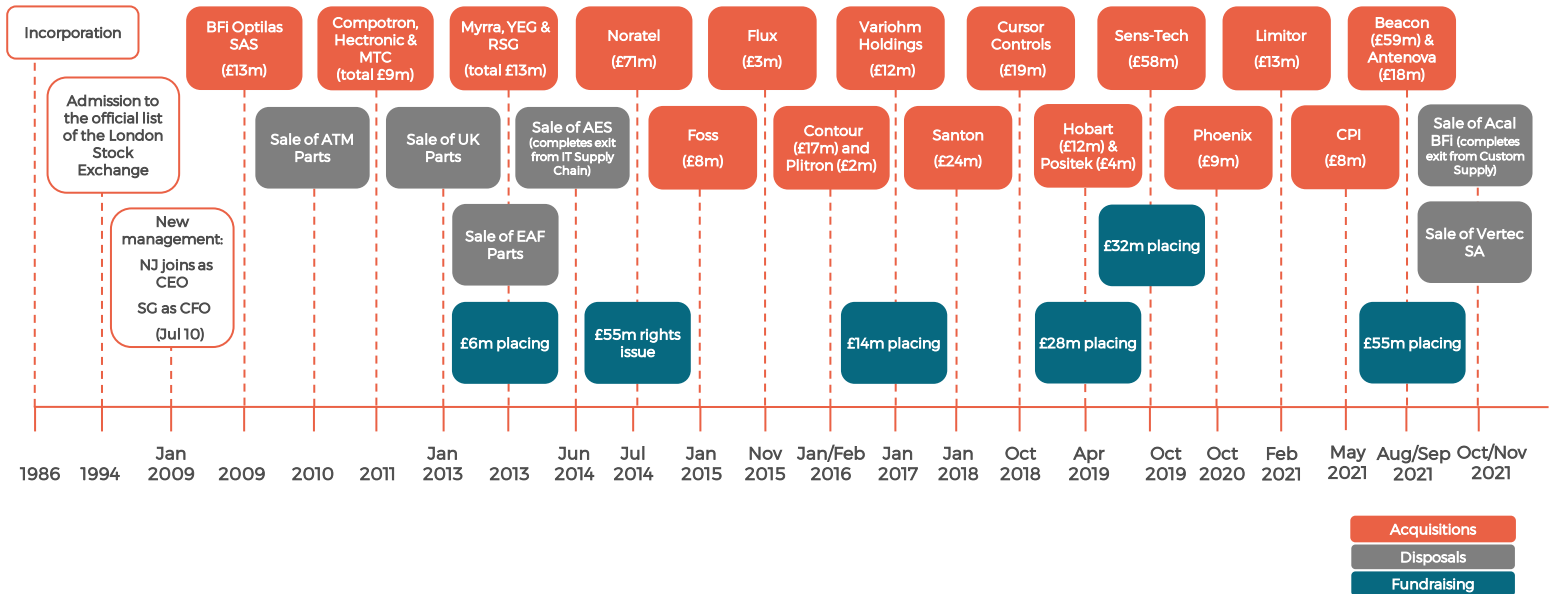 Incorporation
Admission to
the official list
of the London
Stock
Exchange
New
management:
NJ joins as
CEO
SG as CFO
(Jul 10)
BFi Optilas
SAS
(£13m)
Compotron,
Hectronic &
MTC
(total £9m)
Myrra, YEG &
RSG
(total £13m)
Noratel
(£71m)
Flux
(£3m)
Variohm
Holdings
(£12m)
Cursor
Controls
(£19m)
Sens-Tech
(£58m)
Limitor
(£13m)
Beacon
(£59m) &
Antenova
(£18m)
Sale of ATM
Parts
Sale of UK
Parts
Sale of AES
(completes exit
from IT Supply
Chain)
Foss
(£8m)
Contour
(£17m) and
Plitron (£2m)
Santon
(£24m)
Hobart
(£12m) &
Positek (£4m)
Phoenix
(£9m)
CPI
(£8m)
Sale of Acal
BFi (completes
exit from Custom
Supply)
Sale of EAF
Parts
£32m placing
Sale of Vertec
SA
£6m placing
£55m rights
issue
£14m placing
£28m placing
£55m placing
1986
1994
Jan
2009
2009
2010
2011
Jan
2013
2013
Jun
2014
Jul
2014
Jan
2015
Nov
2015
Jan/Feb
2016
Jan
2017
Jan
2018
Oct
2018
Apr
2019
Oct
2019
Oct
2020
Feb
2021
May
2021
Aug/Sep
2021
Oct/Nov
2021
Acquisitions
Disposals
Fundraising